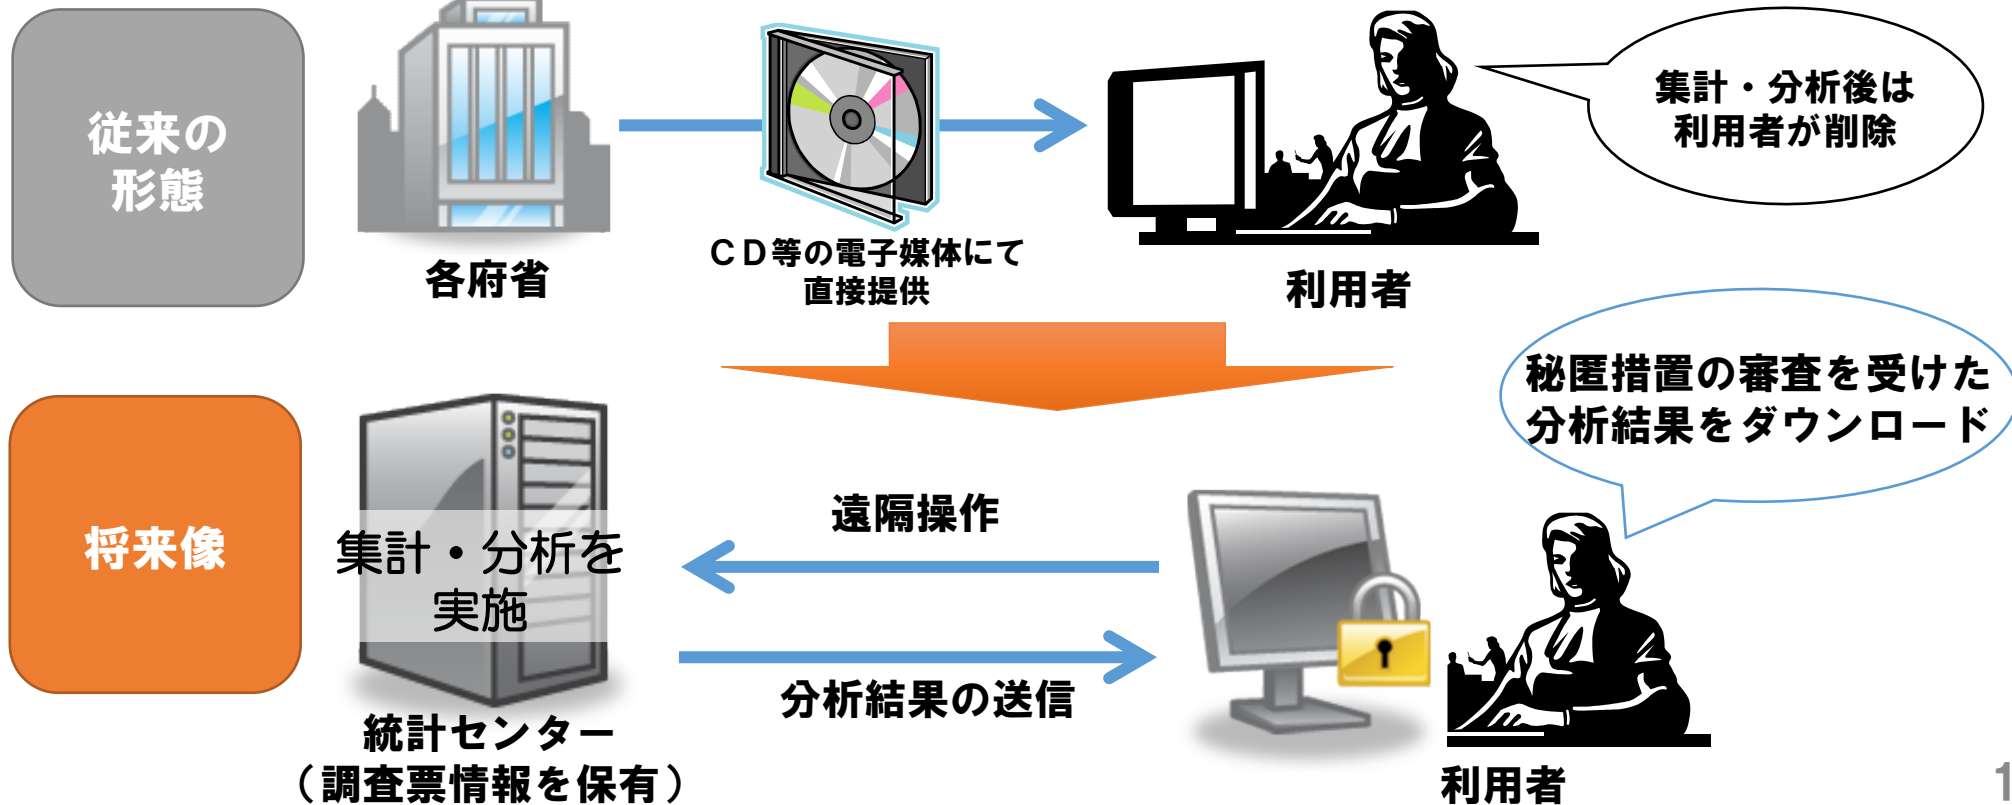 従来の
形態
各府省
ＣＤ等の電子媒体にて
直接提供
利用者
集計・分析後は
利用者が削除
将来像
集計・分析を
実施
統計センター
（調査票情報を保有）
遠隔操作
分析結果の送信
秘匿措置の審査を受けた
分析結果をダウンロード
利用者
1